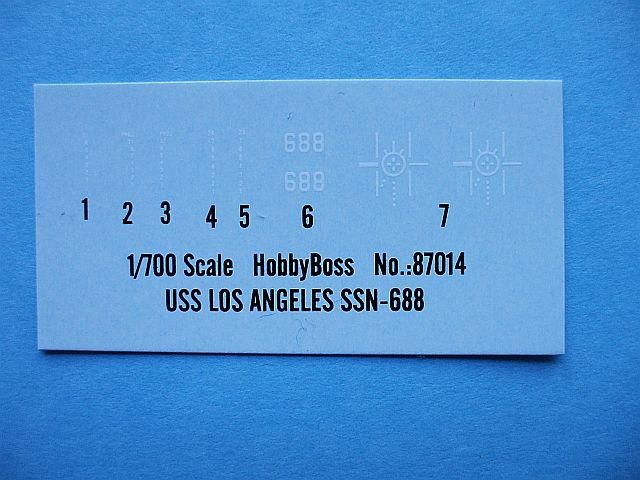 688
688
1 2 3 4 5 6 7
1/700 Scale HobbyBoss No.:87014
USS LOS ANGELES SSN-688